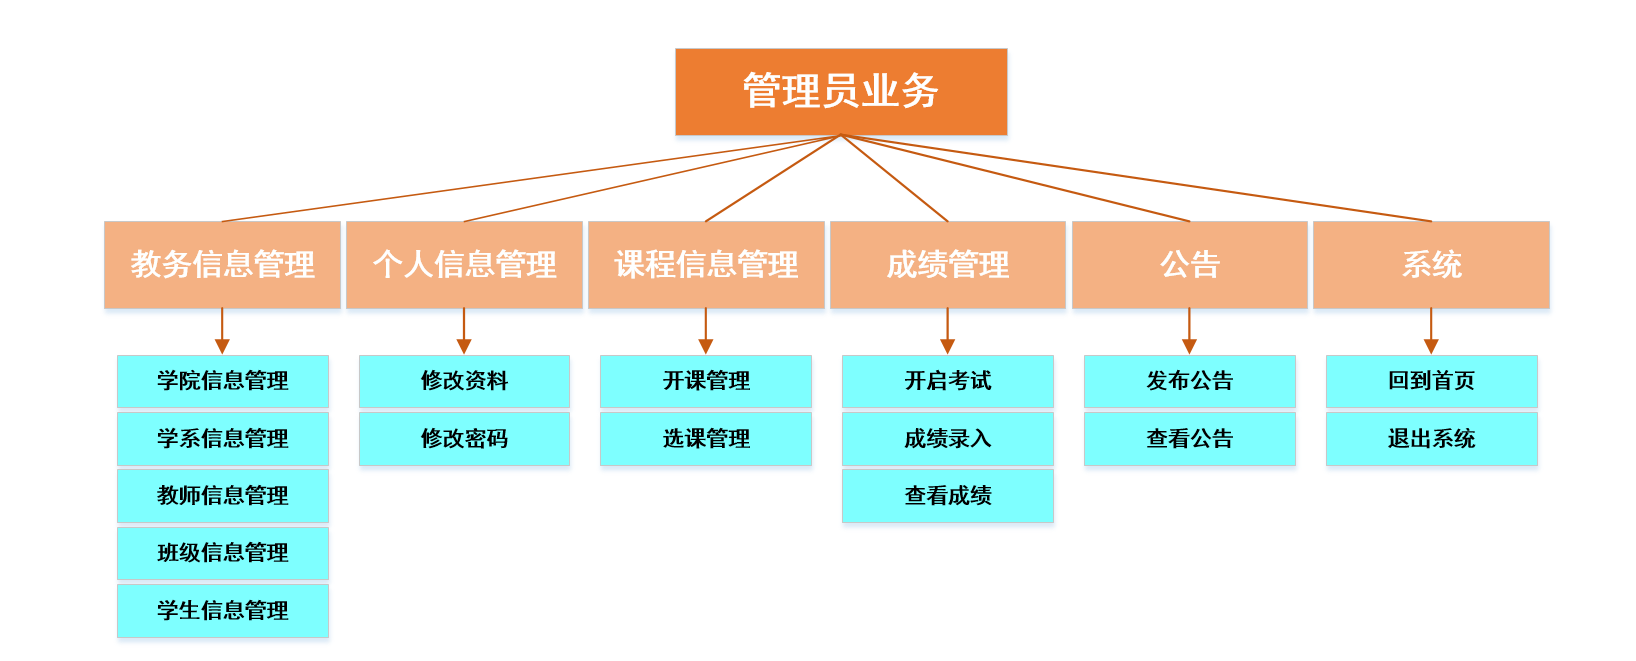 管理员业务
教务信息管理
个人信息管理
课程信息管理
成绩管理
公告
系统
学院信息管理
学系信息管理
教师信息管理
班级信息管理
学生信息管理
修改资料
修改密码
开课管理
选课管理
开启考试
成绩录入
查看成绩
发布公告
查看公告
回到首页
退出系统